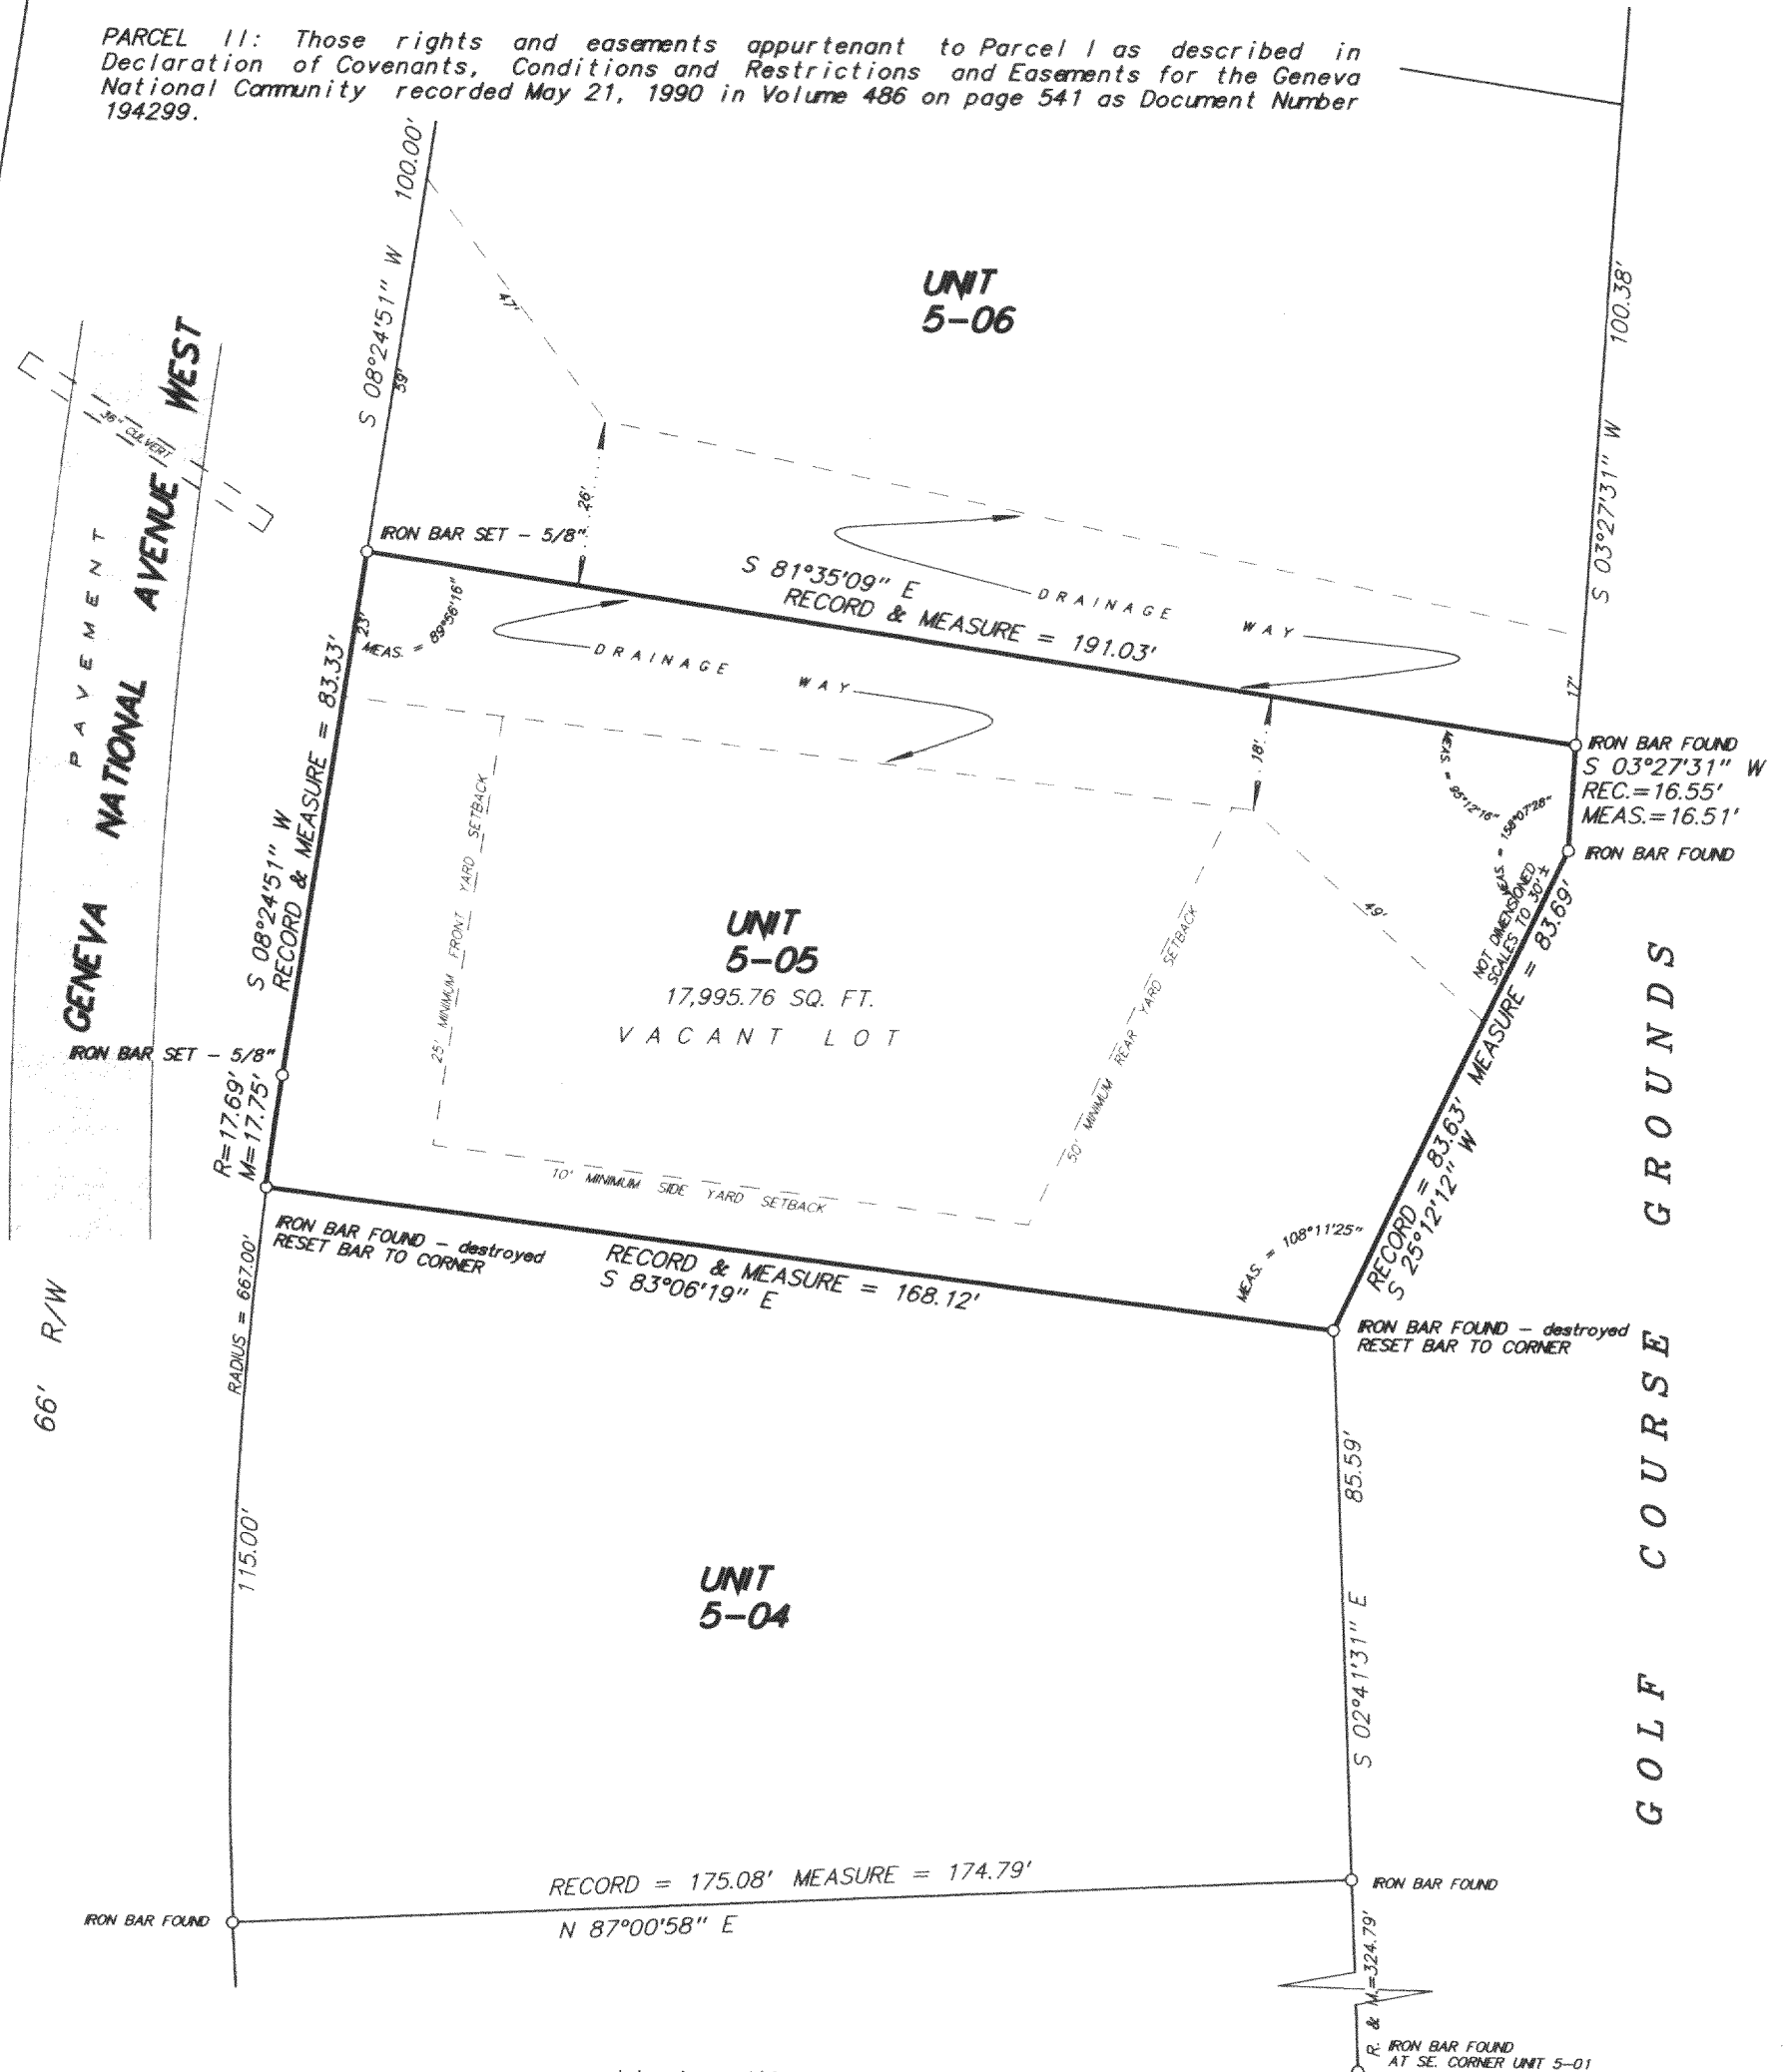 PARCEL II: Those rights and easements appurtenant to Parcel I as described in
Declaration of Covenants, Conditions and Restrictions and Easements for the Geneva
National Community recorded May 21, 1990 in Volume 486 on page 541 as Document Number
194299.
100.00'
S 08°24'51" W
59'
47'
UNIT
5-06
100.38'
S 03°27'31" W
17'
36" CULVERT
PAVEMENT
GENEVA NATIONAL AVENUE WEST
66' R/W
IRON BAR SET - 5/8"
26'
S 81°35'09" E
RECORD & MEASURE = 191.03'
DRAINAGE WAY
DRAINAGE WAY
23'
MEAS. = 89°56'16"
S 08°24'51" W
RECORD & MEASURE = 83.33'
18'
MEAS. = 95°12'16"
MEAS. = 158°07'28"
IRON BAR FOUND
S 03°27'31" W
REC.=16.55'
MEAS.=16.51'
IRON BAR FOUND
NOT DIMENSIONED
SCALES TO 30'±
49'
25' MINIMUM FRONT YARD SETBACK
UNIT
5-05
17,995.76 SQ. FT.
VACANT LOT
50' MINIMUM REAR YARD SETBACK
10' MINIMUM SIDE YARD SETBACK
RECORD = 83.63' MEASURE = 83.69'
S 25°12'12" W
IRON BAR SET - 5/8"
R=17.69'
M=17.75'
IRON BAR FOUND - destroyed
RESET BAR TO CORNER
RECORD & MEASURE = 168.12'
S 83°06'19" E
MEAS. = 108°11'25"
IRON BAR FOUND - destroyed
RESET BAR TO CORNER
RADIUS = 667.00'
115.00'
UNIT
5-04
85.59'
S 02°41'31" E
GOLF COURSE GROUNDS
RECORD = 175.08' MEASURE = 174.79'
N 87°00'58" E
IRON BAR FOUND
IRON BAR FOUND
R. & M.=324.79'
IRON BAR FOUND
AT SE. CORNER UNIT 5-01